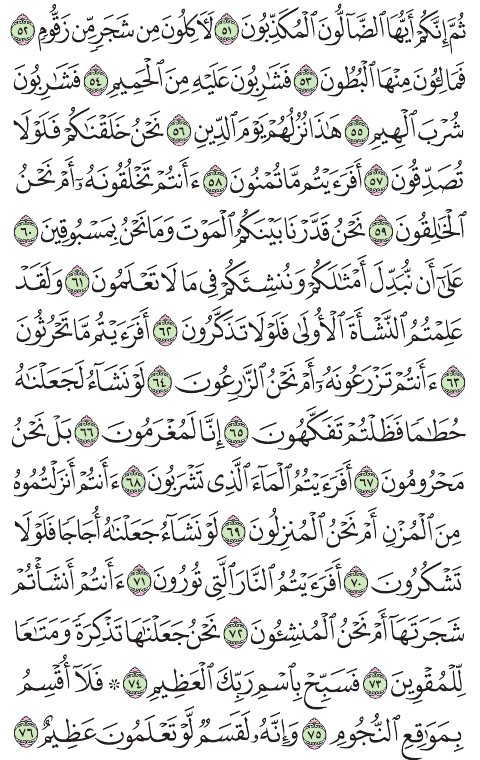 ثُمَّ إِنَّكُمْ أَيُّهَا ٱلضَّآلُّونَ ٱلْمُكَذِّبُونَ ٥١ لَأٓكِلُونَ مِن شَجَرٍ مِّن زَقُّومٍ ٥٢
فَمَالِـُٔونَ مِنْهَا ٱلْبُطُونَ ٥٣ فَشَٰرِبُونَ عَلَيْهِ مِنَ ٱلْحَمِيمِ ٥٤ فَشَٰرِبُونَ
شُرْبَ ٱلْهِيمِ ٥٥ هَٰذَا نُزُلُهُمْ يَوْمَ ٱلدِّينِ ٥٦ نَحْنُ خَلَقْنَٰكُمْ فَلَوْلَا
تُصَدِّقُونَ ٥٧ أَفَرَءَيْتُم مَّا تُمْنُونَ ٥٨ ءَأَنتُمْ تَخْلُقُونَهُۥٓ أَمْ نَحْنُ
ٱلْخَٰلِقُونَ ٥٩ نَحْنُ قَدَّرْنَا بَيْنَكُمُ ٱلْمَوْتَ وَمَا نَحْنُ بِمَسْبُوقِينَ ٦٠
عَلَىٰٓ أَن نُّبَدِّلَ أَمْثَٰلَكُمْ وَنُنشِئَكُمْ فِى مَا لَا تَعْلَمُونَ ٦١ وَلَقَدْ
عَلِمْتُمُ ٱلنَّشْأَةَ ٱلْأُولَىٰ فَلَوْلَا تَذَكَّرُونَ ٦٢ أَفَرَءَيْتُم مَّا تَحْرُثُونَ
٦٣ ءَأَنتُمْ تَزْرَعُونَهُۥٓ أَمْ نَحْنُ ٱلزَّٰرِعُونَ ٦٤ لَوْ نَشَآءُ لَجَعَلْنَٰهُ
حُطَٰمًا فَظَلْتُمْ تَفَكَّهُونَ ٦٥ إِنَّا لَمُغْرَمُونَ ٦٦ بَلْ نَحْنُ
مَحْرُومُونَ ٦٧ أَفَرَءَيْتُمُ ٱلْمَآءَ ٱلَّذِى تَشْرَبُونَ ٦٨ ءَأَنتُمْ أَنزَلْتُمُوهُ
مِنَ ٱلْمُزْنِ أَمْ نَحْنُ ٱلْمُنزِلُونَ ٦٩ لَوْ نَشَآءُ جَعَلْنَٰهُ أُجَاجًا فَلَوْلَا
تَشْكُرُونَ ٧٠ أَفَرَءَيْتُمُ ٱلنَّارَ ٱلَّتِى تُورُونَ ٧١ ءَأَنتُمْ أَنشَأْتُمْ
شَجَرَتَهَآ أَمْ نَحْنُ ٱلْمُنشِـُٔونَ ٧٢ نَحْنُ جَعَلْنَٰهَا تَذْكِرَةً وَمَتَٰعًا
لِّلْمُقْوِينَ ٧٣ فَسَبِّحْ بِٱسْمِ رَبِّكَ ٱلْعَظِيمِ ٧٤ ۞ فَلَآ أُقْسِمُ
بِمَوَٰقِعِ ٱلنُّجُومِ ٧٥ وَإِنَّهُۥ لَقَسَمٌ لَّوْ تَعْلَمُونَ عَظِيمٌ ٧٦